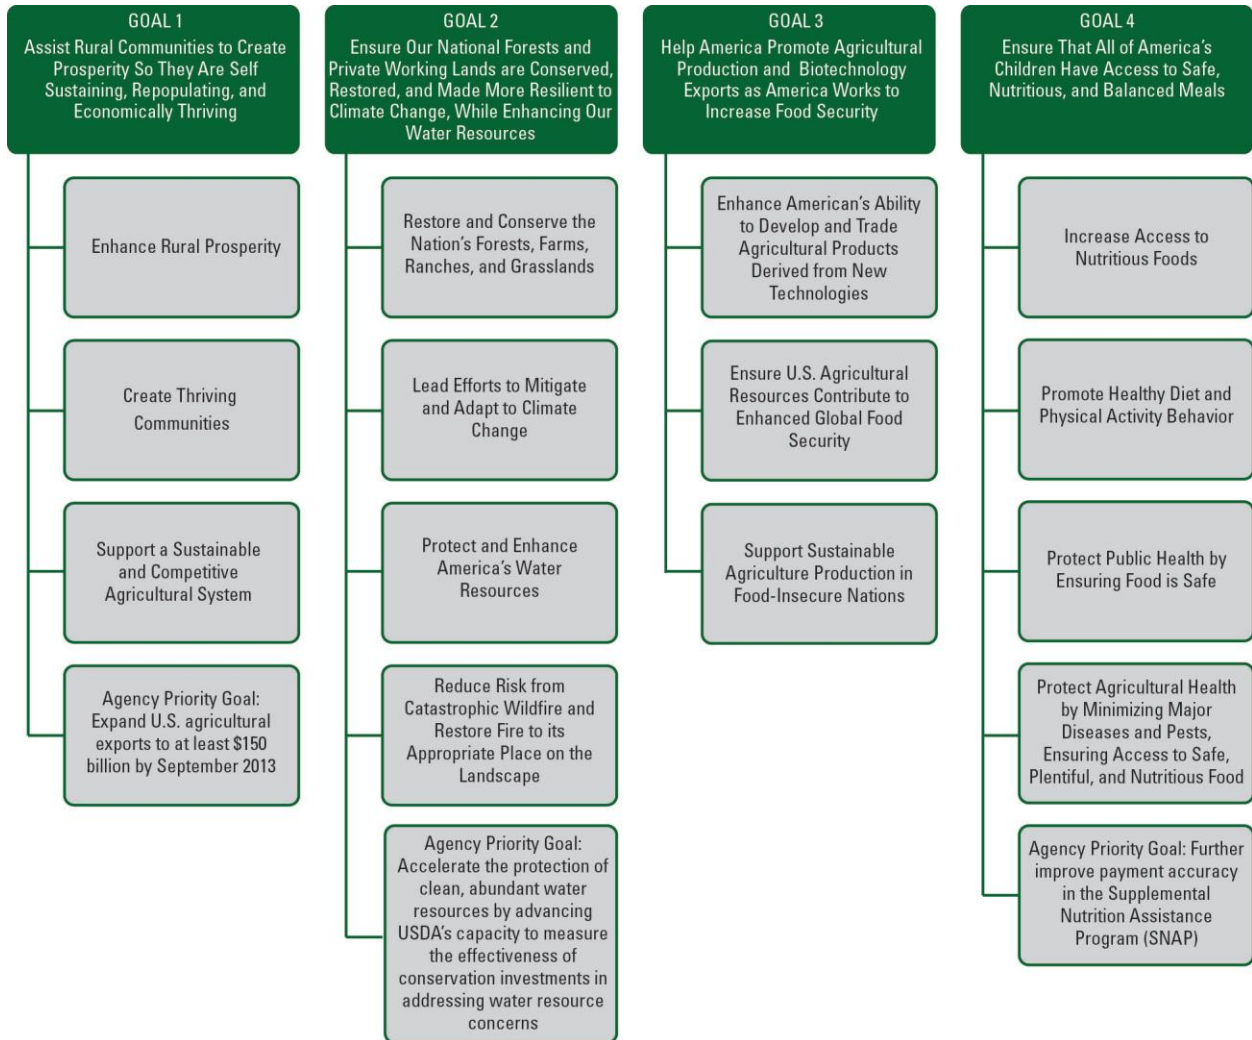 GOAL 1
Assist Rural Communities to Create
Prosperity So They Are Self
Sustaining, Repopulating, and
Economically Thriving
Enhance Rural Prosperity
Create Thriving
Communities
Support a Sustainable
and Competitive
Agricultural System
Agency Priority Goal:
Expand U.S. agricultural
exports to at least $150
billion by September 2013
GOAL 2
Ensure Our National Forests and
Private Working Lands are Conserved,
Restored, and Made More Resilient to
Climate Change, While Enhancing Our
Water Resources
Restore and Conserve the
Nation's Forests, Farms,
Ranches, and Grasslands
Lead Efforts to Mitigate
and Adapt to Climate
Change
Protect and Enhance
America's Water
Resources
Reduce Risk from
Catastrophic Wildfire and
Restore Fire to its
Appropriate Place on the
Landscape
Agency Priority Goal:
Accelerate the protection of
clean, abundant water
resources by advancing
USDA's capacity to measure
the effectiveness of
conservation investments in
addressing water resource
concerns
GOAL 3
Help America Promote Agricultural
Production and Biotechnology
Exports as America Works to
Increase Food Security
Enhance American's Ability
to Develop and Trade
Agricultural Products
Derived from New
Technologies
Ensure U.S. Agricultural
Resources Contribute to
Enhanced Global Food
Security
Support Sustainable
Agriculture Production in
Food-Insecure Nations
GOAL 4
Ensure That All of America's
Children Have Access to Safe,
Nutritious, and Balanced Meals
Increase Access to
Nutritious Foods
Promote Healthy Diet and
Physical Activity Behavior
Protect Public Health by
Ensuring Food is Safe
Protect Agricultural Health
by Minimizing Major
Diseases and Pests,
Ensuring Access to Safe,
Plentiful, and Nutritious Food
Agency Priority Goal: Further
improve payment accuracy
in the Supplemental
Nutrition Assistance
Program (SNAP)